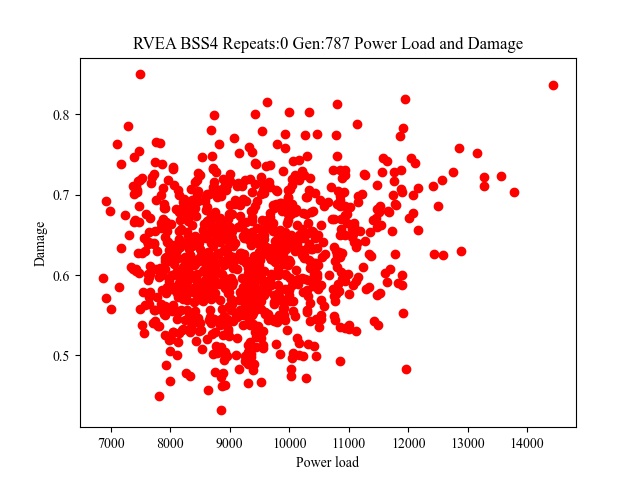 RVEA BSS4 Repeats:0 Gen:787 Power Load and Damage
Damage
0.8
0.7
0.6
0.5
7000 8000 9000 10000 11000 12000 13000 14000
Power load